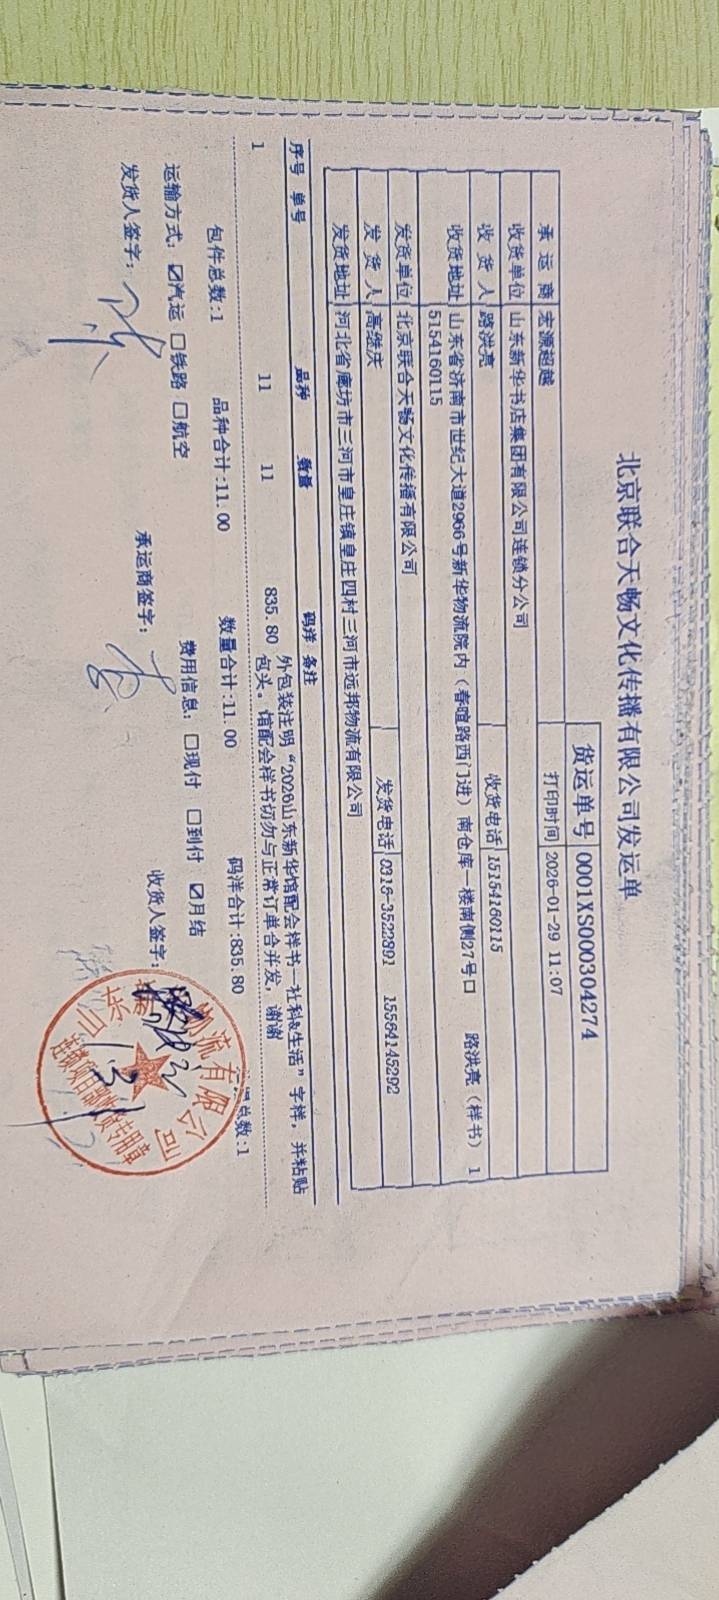 北京联合天畅文化传播有限公司发运单
货运单号 0001XS000304274
承运商 宏源超越 打印时间 2026-01-29 11:07
收货单位 山东新华书店集团有限公司连锁分公司
收货人 路洪亮 收货电话 15154160115
收货地址 山东省济南市世纪大道2966号新华物流院内（春暄路西门进）南仓库一楼南侧27号口 路洪亮（样书）1
5154160115
发货单位 北京联合天畅文化传播有限公司
发货人 高继庆 发货电话 0316-3522891 15564145292
发货地址 河北省廊坊市三河市皇庄镇皇庄四村三河市远邦物流有限公司
序号 单号 品种 数量 码洋 备注
1 11 11 835.80 外包装注明“2026山东新华馆配会样书—社科&生活”字样，并粘贴
包头。馆配会样书切勿与正常订单合并发，谢谢
包件总数:1 品种合计:11.00 数量合计:11.00 码洋合计:835.80 总数:1
运输方式: ☑汽运 □铁路 □航空 费用信息: □现付 □到付 ☑月结
发货人签字: 承运商签字: 收货人签字:
山东新 物流有限公司